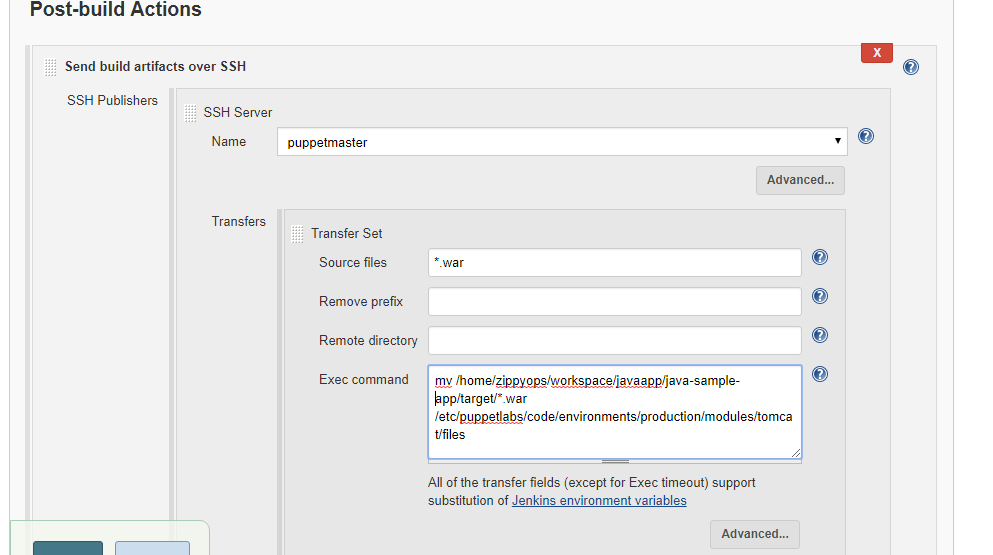 Post-build Actions
X
Send build artifacts over SSH
?
SSH Publishers
SSH Server
Name
puppetmaster
?
Advanced...
Transfers
Transfer Set
Source files
*.war
?
Remove prefix
?
Remote directory
?
Exec command
mv /home/zippyops/workspace/javaapp/java-sample-
app/target/*.war
/etc/puppetlabs/code/environments/production/modules/tomca
t/files
?
All of the transfer fields (except for Exec timeout) support
substitution of Jenkins environment variables
Advanced...